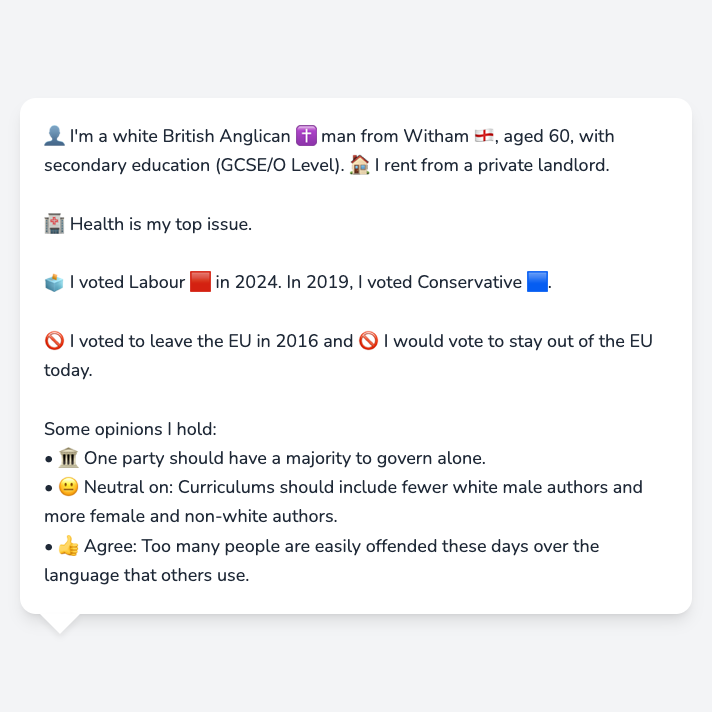 👤 I'm a white British Anglican ✝️ man from Witham 🏴󠁧󠁢󠁥󠁮󠁧󠁿, aged 60, with
secondary education (GCSE/O Level). 🏠 I rent from a private landlord.
🏥 Health is my top issue.
🗳️ I voted Labour 🟥 in 2024. In 2019, I voted Conservative 🟦.
🚫 I voted to leave the EU in 2016 and 🚫 I would vote to stay out of the EU
today.
Some opinions I hold:
• 🏛️ One party should have a majority to govern alone.
• 😐 Neutral on: Curriculums should include fewer white male authors and
more female and non-white authors.
• 👍 Agree: Too many people are easily offended these days over the
language that others use.